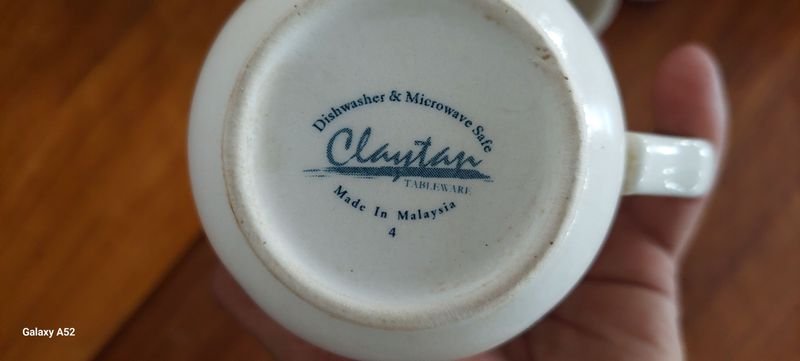 Dishwasher & Microwave Safe
Claytan
TABLEWARE
Made In Malaysia
4
Galaxy A52